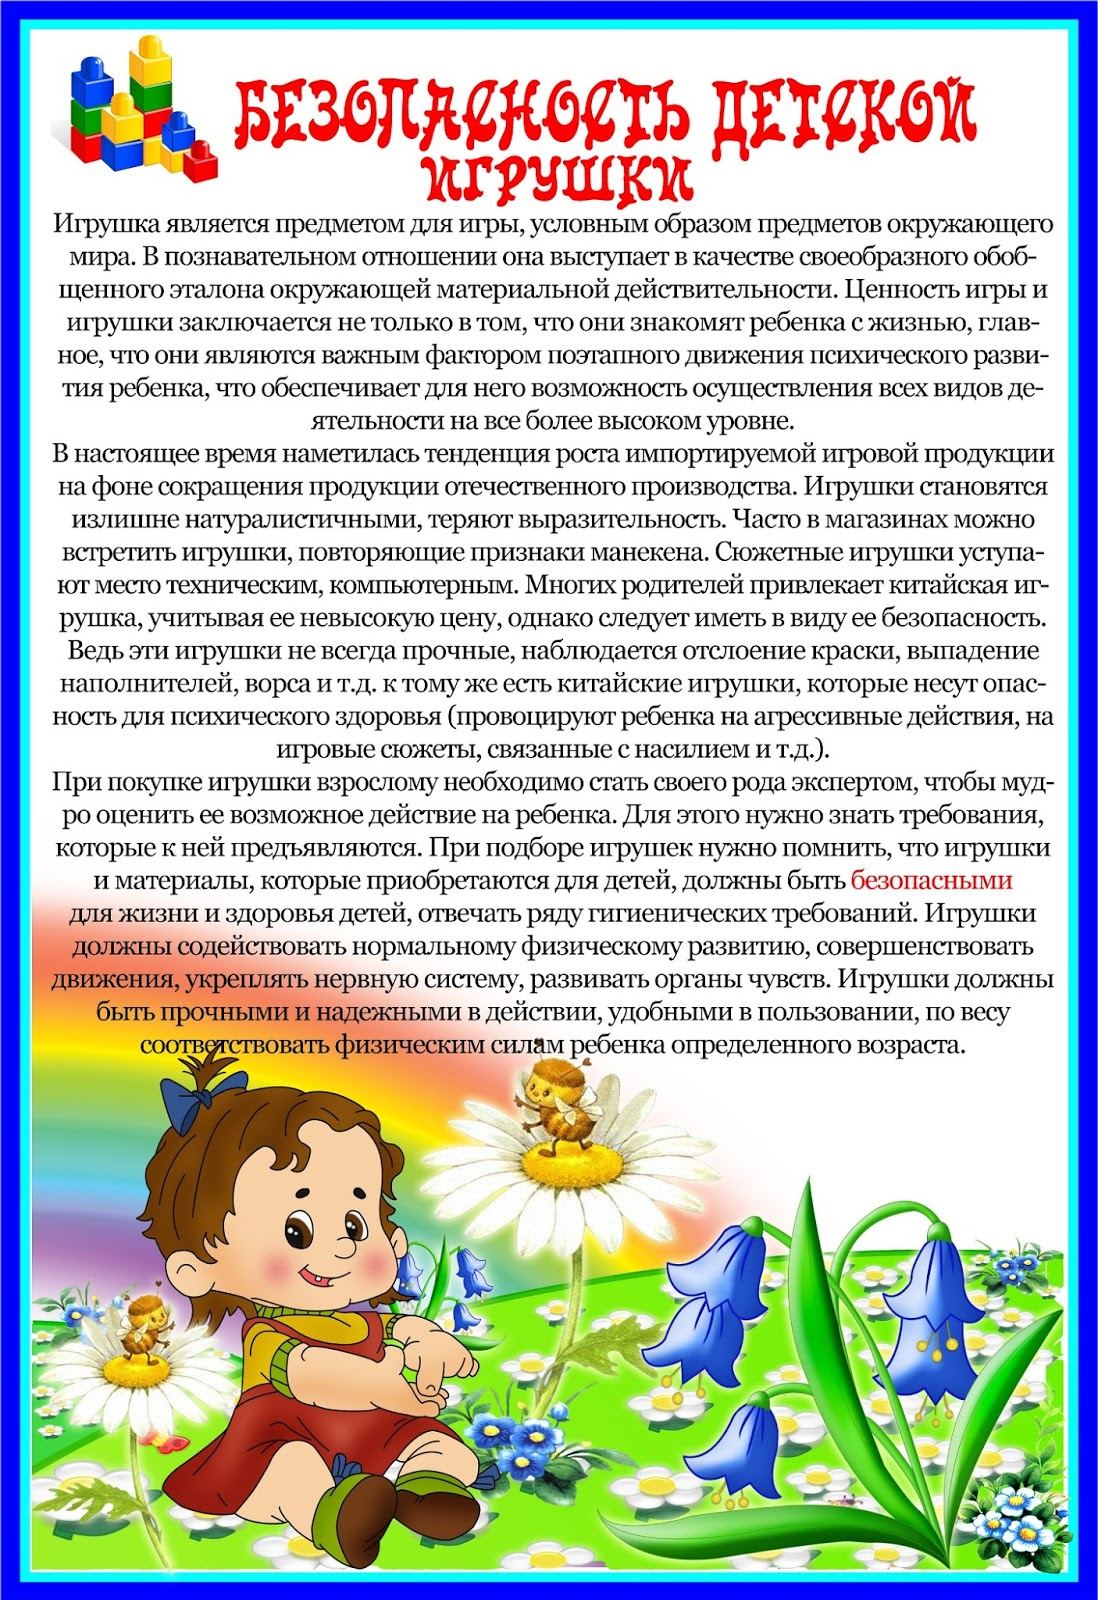 БЕЗОПАСНОСТЬ ДЕТСКОЙ
ИГРУШКИ
Игрушка является предметом для игры, условным образом предметов окружающего
мира. В познавательном отношении она выступает в качестве своеобразного обоб-
щенного эталона окружающей материальной действительности. Ценность игры и
игрушки заключается не только в том, что они знакомят ребенка с жизнью, глав-
ное, что они являются важным фактором поэтапного движения психического разви-
тия ребенка, что обеспечивает для него возможность осуществления всех видов де-
ятельности на все более высоком уровне.
В настоящее время наметилась тенденция роста импортируемой игровой продукции
на фоне сокращения продукции отечественного производства. Игрушки становятся
излишне натуралистичными, теряют выразительность. Часто в магазинах можно
встретить игрушки, повторяющие признаки манекена. Сюжетные игрушки уступа-
ют место техническим, компьютерным. Многих родителей привлекает китайская иг-
рушка, учитывая ее невысокую цену, однако следует иметь в виду ее безопасность.
Ведь эти игрушки не всегда прочные, наблюдается отслоение краски, выпадение
наполнителей, ворса и т.д. к тому же есть китайские игрушки, которые несут опас-
ность для психического здоровья (провоцируют ребенка на агрессивные действия, на
игровые сюжеты, связанные с насилием и т.д.).
При покупке игрушки взрослому необходимо стать своего рода экспертом, чтобы муд-
ро оценить ее возможное действие на ребенка. Для этого нужно знать требования,
которые к ней предъявляются. При подборе игрушек нужно помнить, что игрушки
и материалы, которые приобретаются для детей, должны быть безопасными
для жизни и здоровья детей, отвечать ряду гигиенических требований. Игрушки
должны содействовать нормальному физическому развитию, совершенствовать
движения, укреплять нервную систему, развивать органы чувств. Игрушки должны
быть прочными и надежными в действии, удобными в пользовании, по весу
соответствовать физическим силам ребенка определенного возраста.